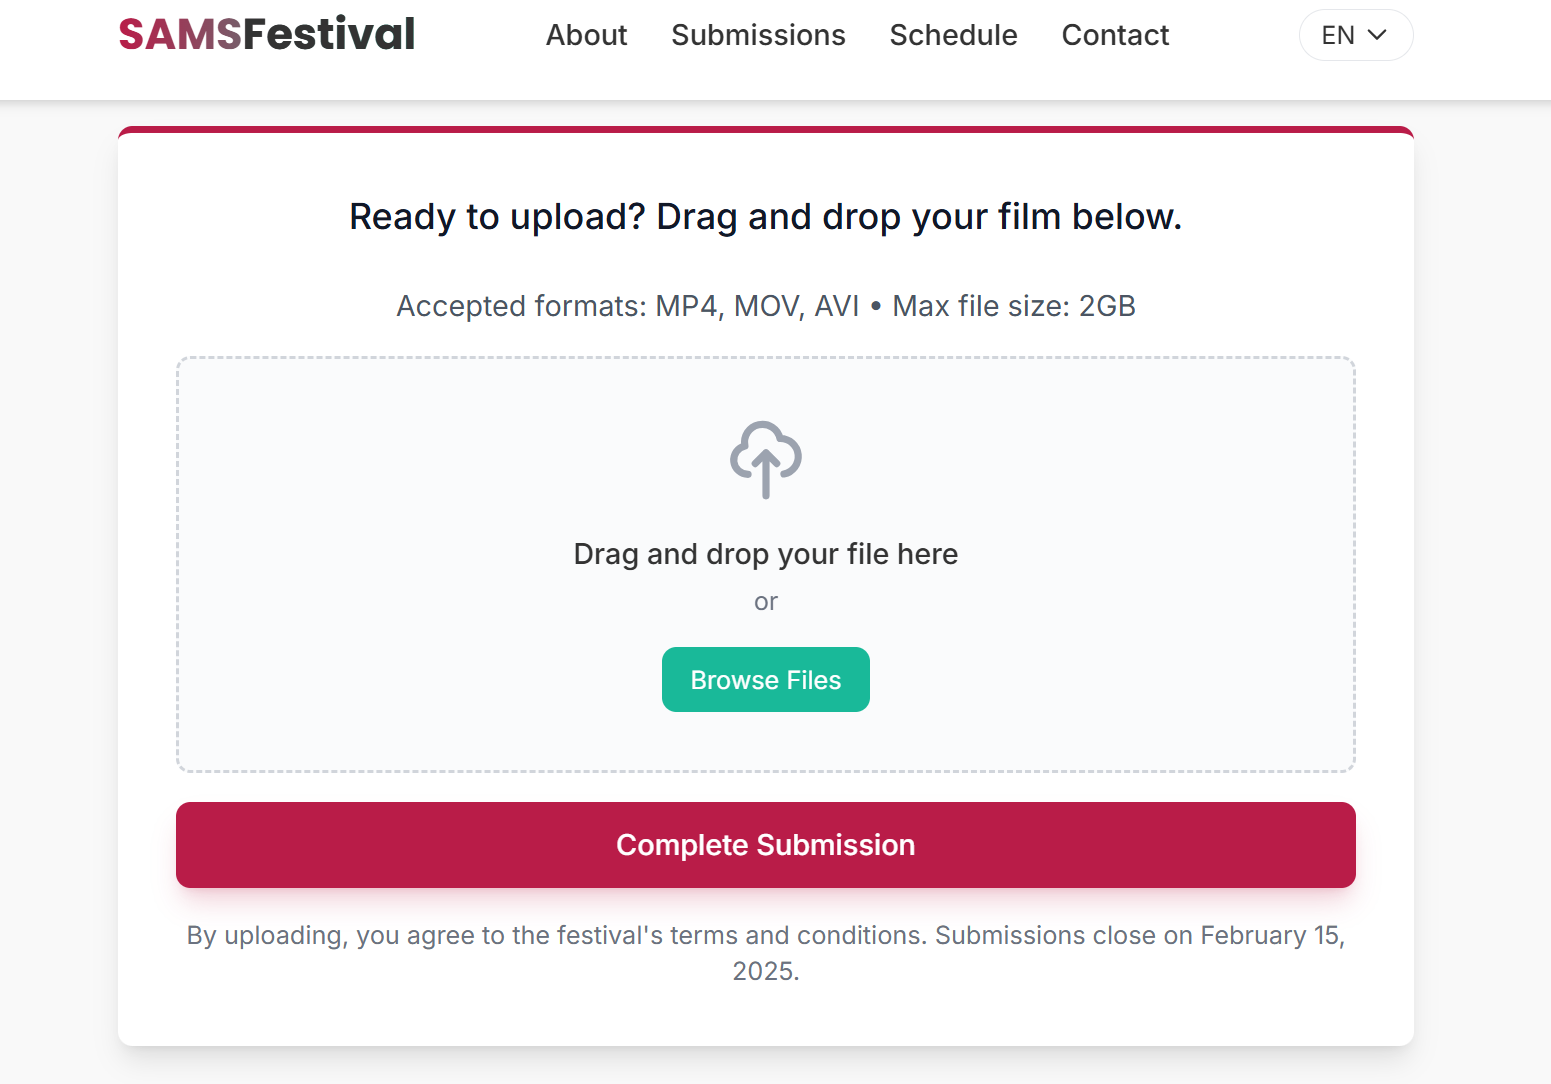 SAMSFestival
About
Submissions
Schedule
Contact
EN
Ready to upload? Drag and drop your film below.
Accepted formats: MP4, MOV, AVI • Max file size: 2GB
Drag and drop your file here
or
Browse Files
Complete Submission
By uploading, you agree to the festival's terms and conditions. Submissions close on February 15,
2025.